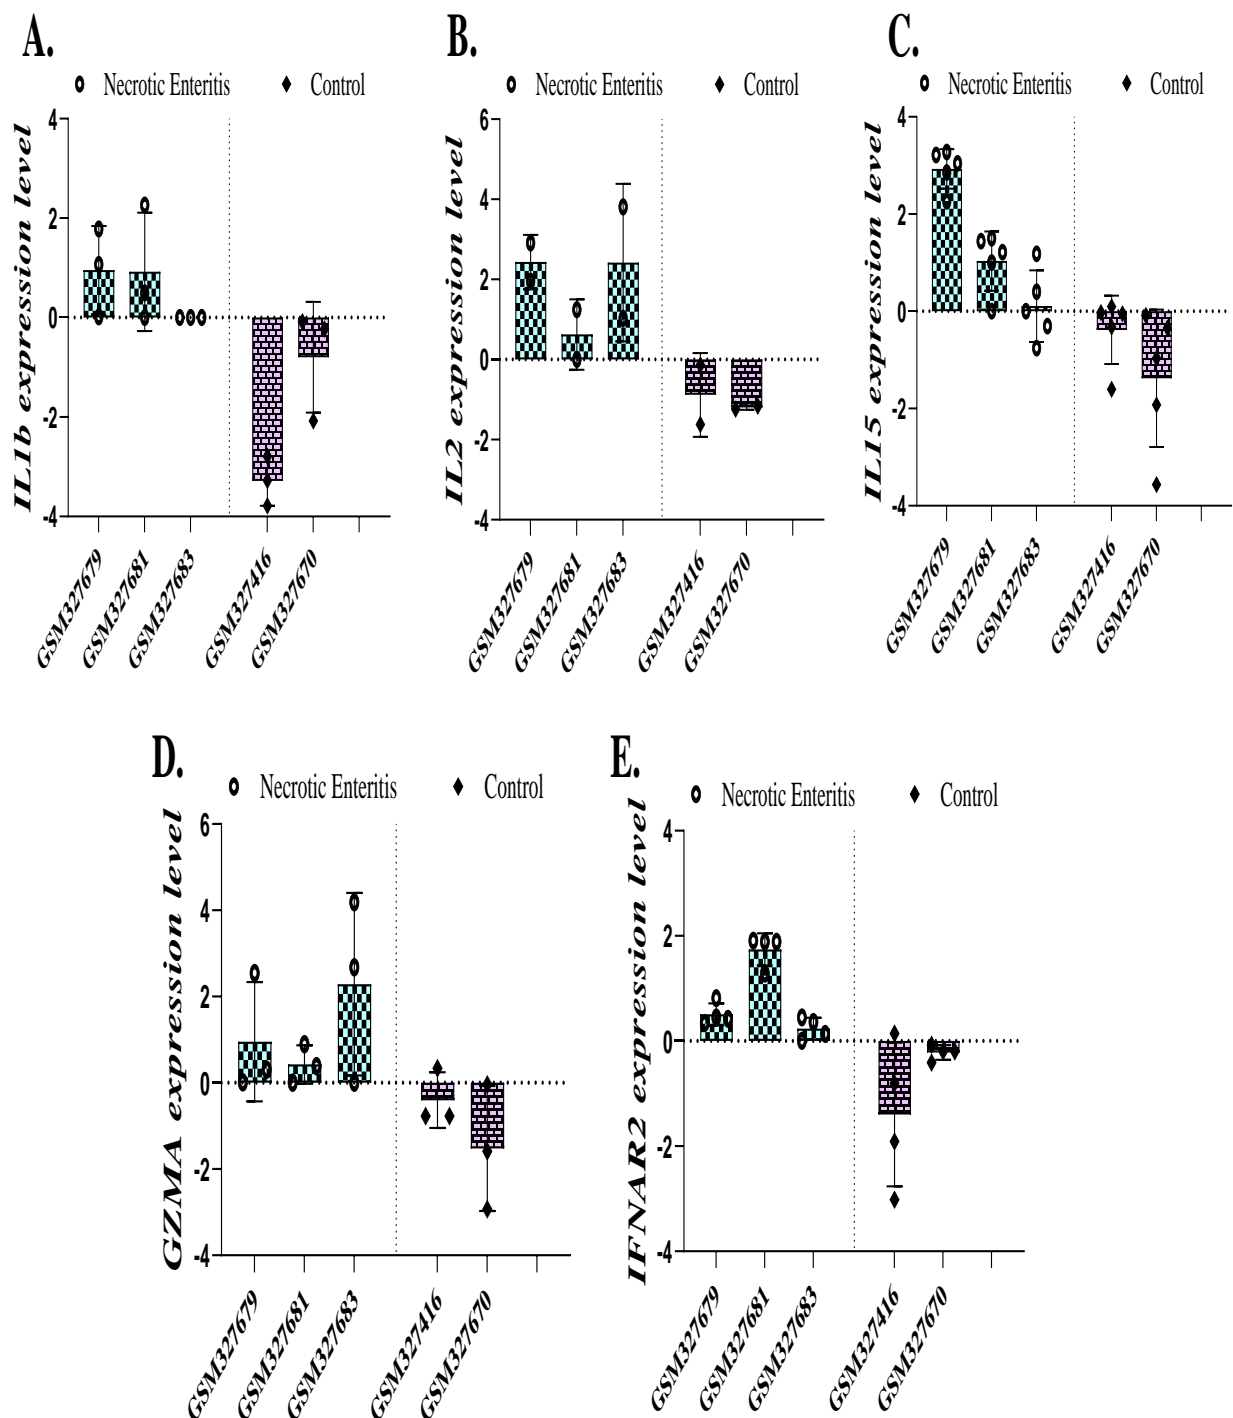 A.
Necrotic Enteritis Control
IL1b expression level
4
2
0
-2
-4
GSM327679
GSM327681
GSM327683
GSM327416
GSM327670
B.
Necrotic Enteritis Control
IL2 expression level
6
4
2
0
-2
-4
GSM327679
GSM327681
GSM327683
GSM327416
GSM327670
C.
Necrotic Enteritis Control
IL15 expression level
4
2
0
-2
-4
GSM327679
GSM327681
GSM327683
GSM327416
GSM327670
D.
Necrotic Enteritis Control
GZMA expression level
6
4
2
0
-2
-4
GSM327679
GSM327681
GSM327683
GSM327416
GSM327670
E.
Necrotic Enteritis Control
IFNAR2 expression level
4
2
0
-2
-4
GSM327679
GSM327681
GSM327683
GSM327416
GSM327670